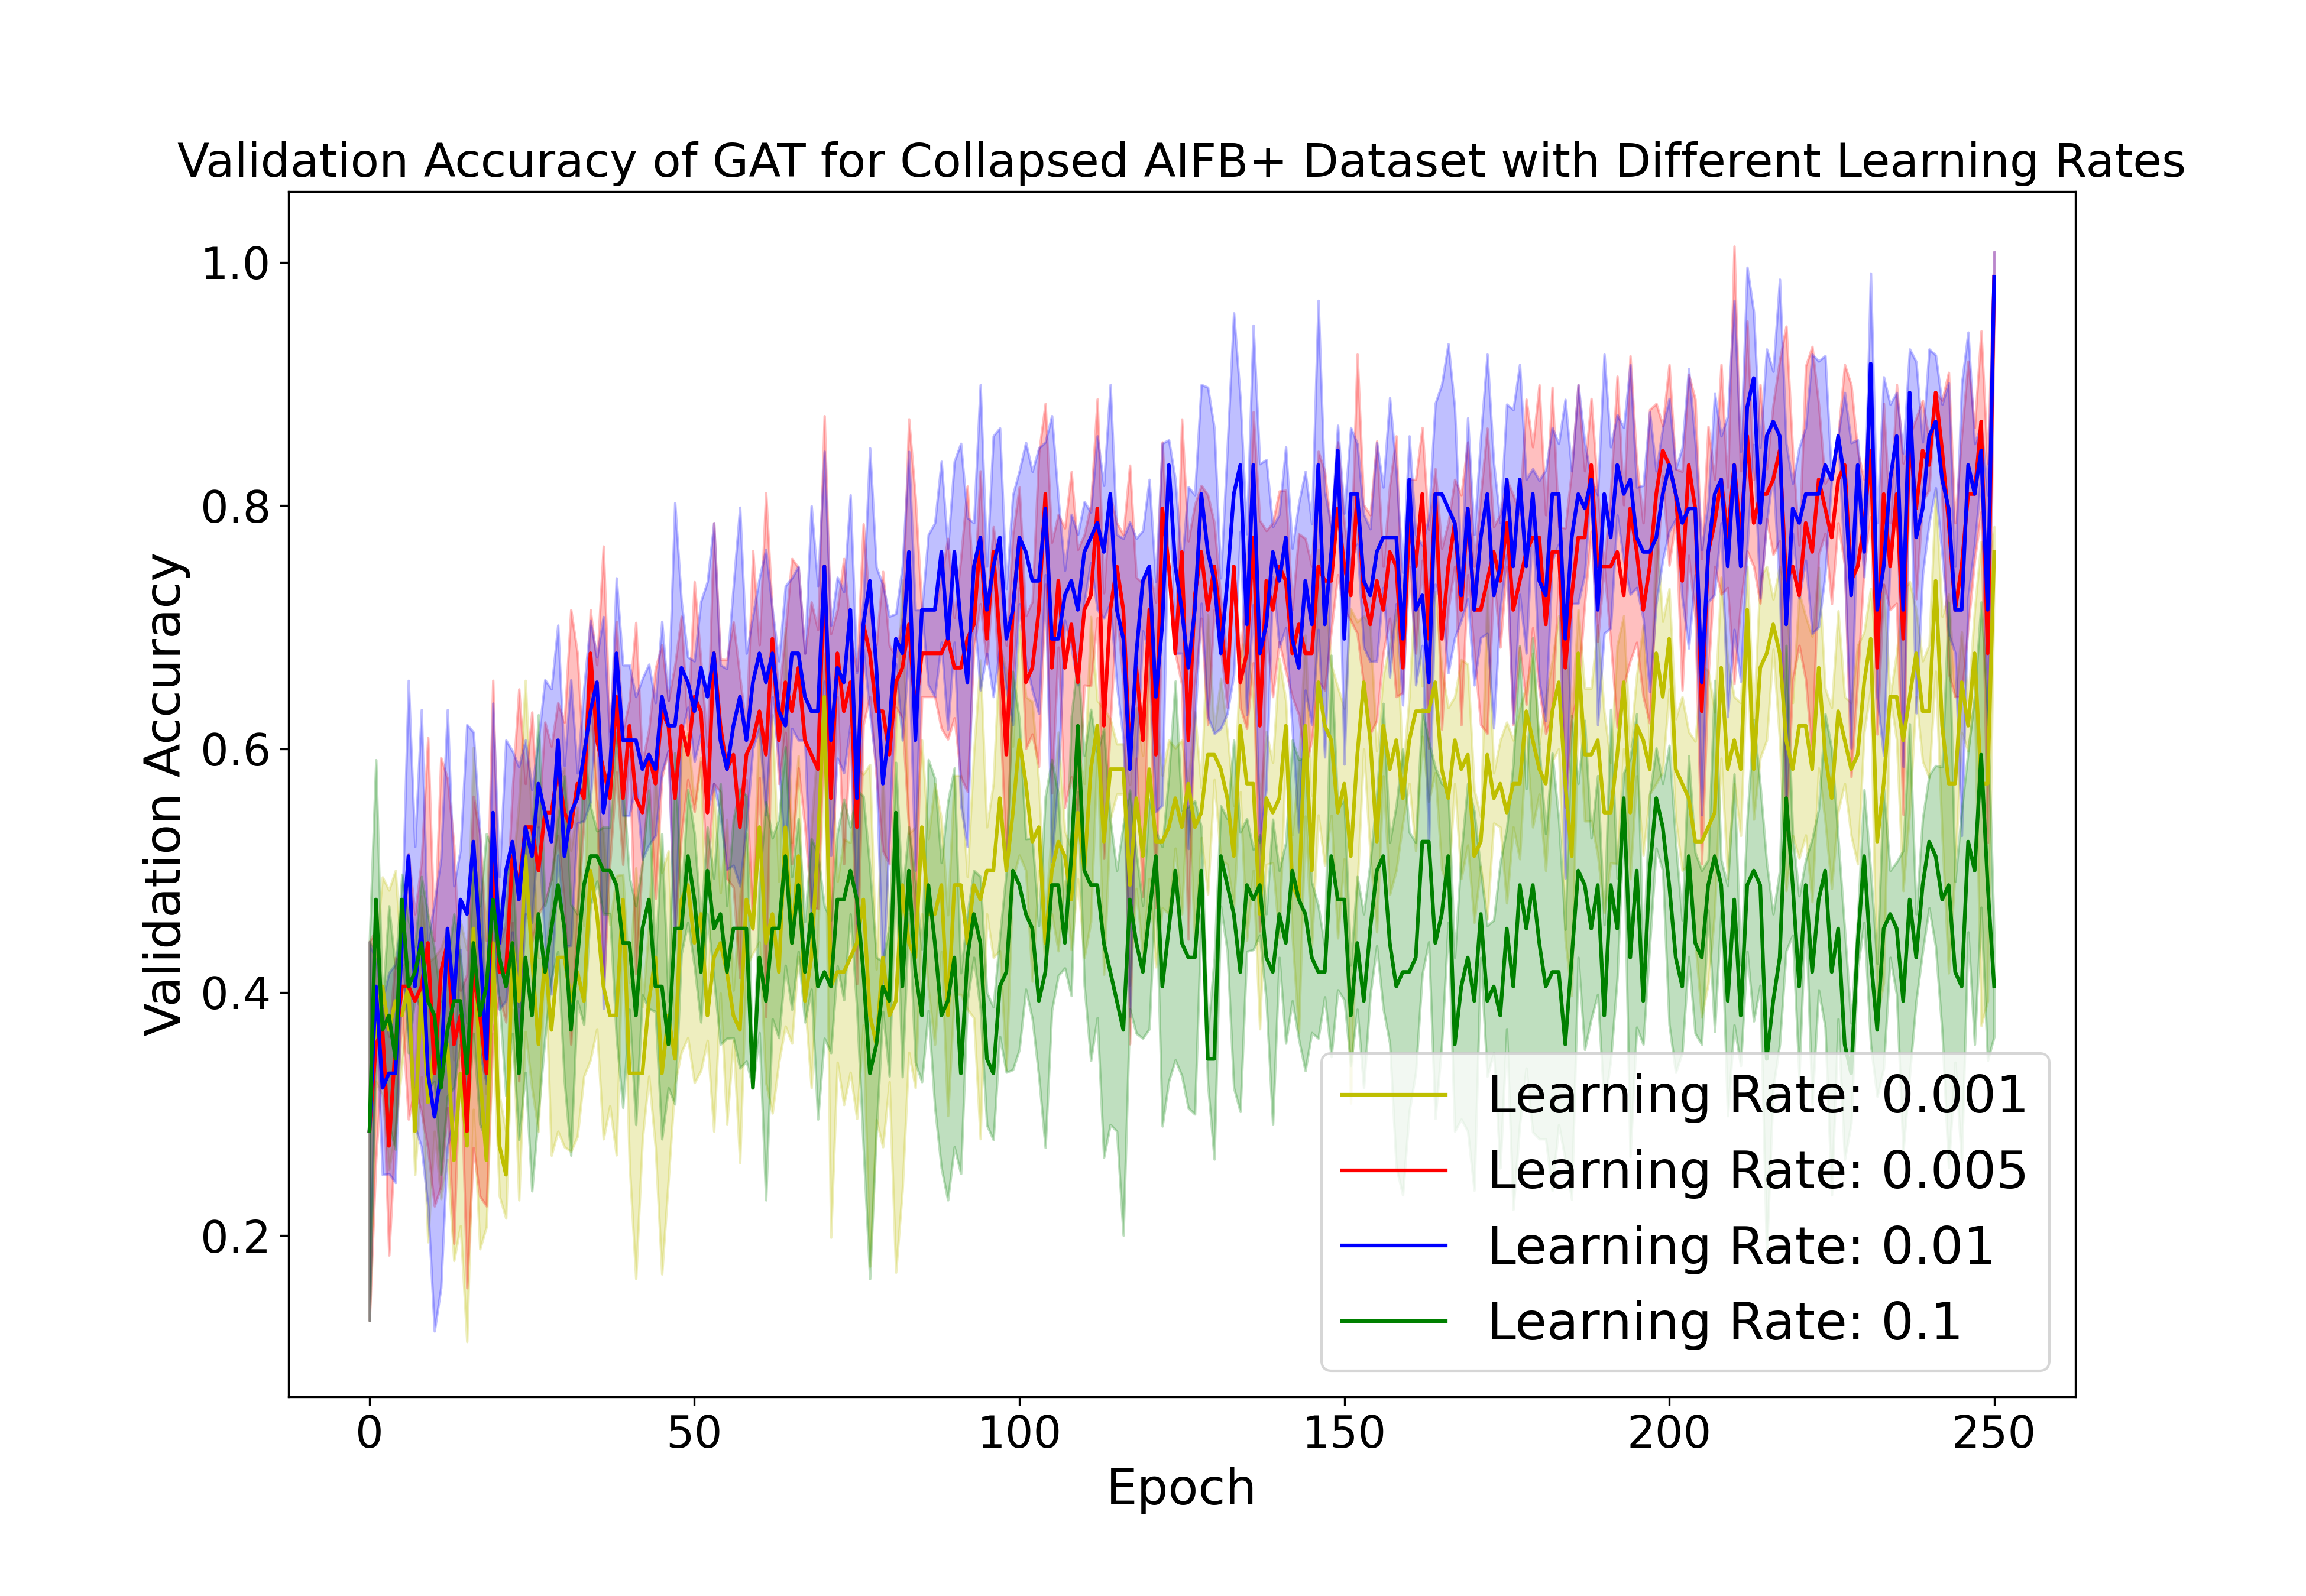 Validation Accuracy of GAT for Collapsed AIFB+ Dataset with Different Learning Rates
Validation Accuracy
1.0
0.8
0.6
0.4
0.2
Learning Rate: 0.001
Learning Rate: 0.005
Learning Rate: 0.01
Learning Rate: 0.1
0 50 100 150 200 250
Epoch